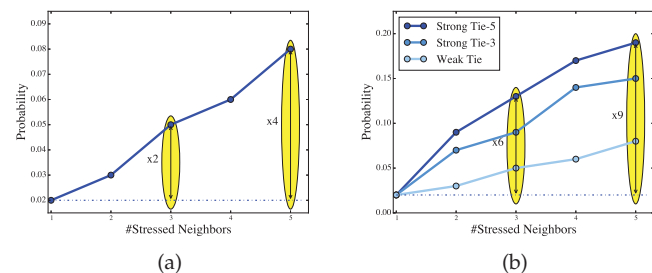 0.09
0.08
0.07
0.06
0.05
0.04
0.03
0.02
0.01
Probability
x2
x4
1 2 3 4 5
#Stressed Neighbors
(a)
Strong Tie-5
Strong Tie-3
Weak Tie
0.20
0.15
0.10
0.05
0.00
Probability
x6
x9
1 2 3 4 5
#Stressed Neighbors
(b)